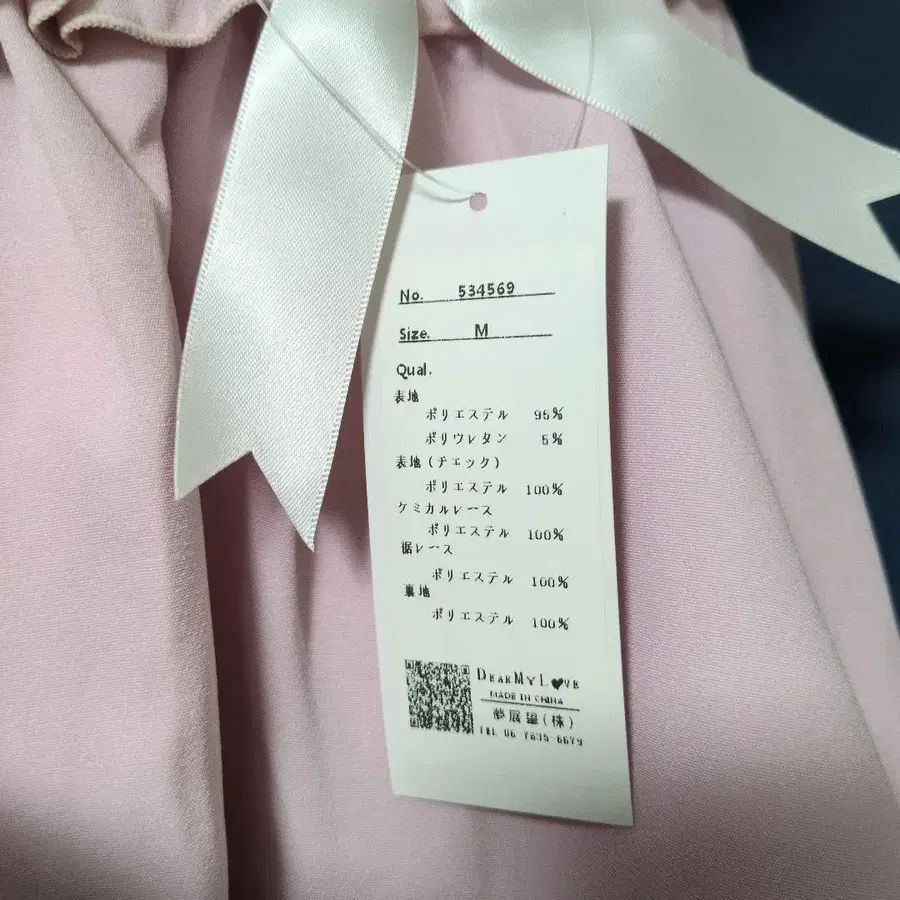 No. 534569
Size. M
Qual.
表地
ポリエステル 95%
ポリウレタン 5%
表地(チェック)
ポリエステル 100%
ケミカルレース
ポリエステル 100%
裾レース
ポリエステル 100%
裏地
ポリエステル 100%
DEARMYL♥VE
MADE IN CHINA
夢展望(株)
TEL 06 7635-6679